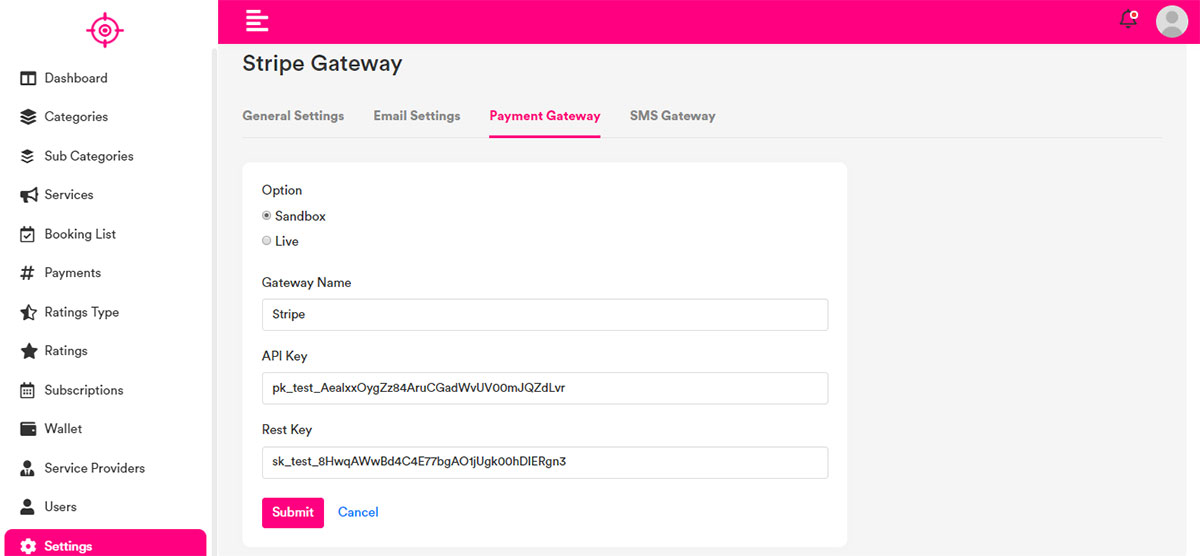 Dashboard
Categories
Sub Categories
Services
Booking List
Payments
Ratings Type
Ratings
Subscriptions
Wallet
Service Providers
Users
Settings
Stripe Gateway
General Settings Email Settings Payment Gateway SMS Gateway
Option
Sandbox
Live
Gateway Name
Stripe
API Key
pk_test_AealxxOygZz84AruCGadWvUV00mJQZdLvr
Rest Key
sk_test_8HwqAWwBd4C4E77bgAO1jUgk00hDlERgn3
Submit Cancel